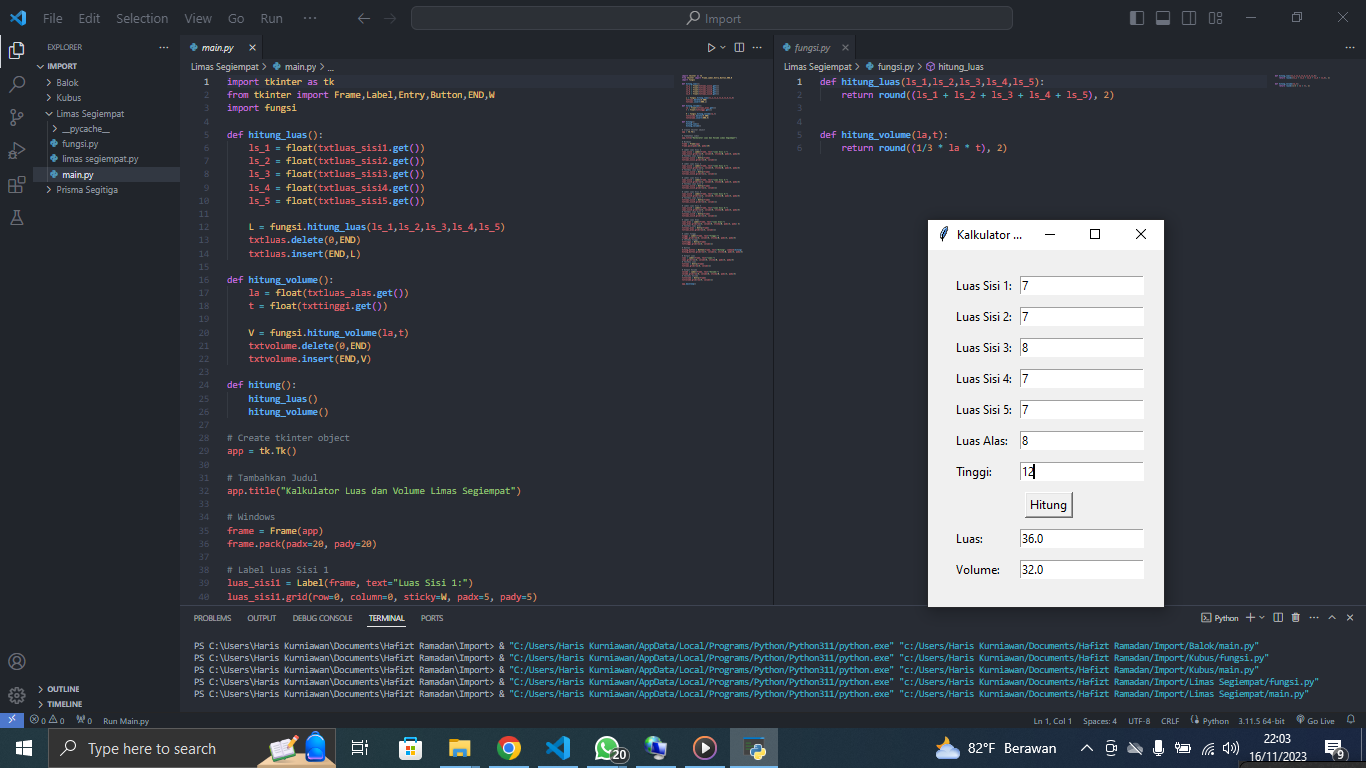 File Edit Selection View Go Run ··· Import
EXPLORER ···
IMPORT
Balok
Kubus
Limas Segiempat
__pycache__
fungsi.py
limas segiempat.py
main.py
Prisma Segitiga
OUTLINE
TIMELINE
main.py
Limas Segiempat > main.py > ...
1 import tkinter as tk
2 from tkinter import Frame,Label,Entry,Button,END,W
3 import fungsi
4
5 def hitung_luas():
6 ls_1 = float(txtluas_sisi1.get())
7 ls_2 = float(txtluas_sisi2.get())
8 ls_3 = float(txtluas_sisi3.get())
9 ls_4 = float(txtluas_sisi4.get())
10 ls_5 = float(txtluas_sisi5.get())
11
12 L = fungsi.hitung_luas(ls_1,ls_2,ls_3,ls_4,ls_5)
13 txtluas.delete(0,END)
14 txtluas.insert(END,L)
15
16 def hitung_volume():
17 la = float(txtluas_alas.get())
18 t = float(txttinggi.get())
19
20 V = fungsi.hitung_volume(la,t)
21 txtvolume.delete(0,END)
22 txtvolume.insert(END,V)
23
24 def hitung():
25 hitung_luas()
26 hitung_volume()
27
28 # Create tkinter object
29 app = tk.Tk()
30
31 # Tambahkan Judul
32 app.title("Kalkulator Luas dan Volume Limas Segiempat")
33
34 # Windows
35 frame = Frame(app)
36 frame.pack(padx=20, pady=20)
37
38 # Label Luas Sisi 1
39 luas_sisi1 = Label(frame, text="Luas Sisi 1:")
40 luas_sisi1.grid(row=0, column=0, sticky=W, padx=5, pady=5)
fungsi.py
Limas Segiempat > fungsi.py > hitung_luas
1 def hitung_luas(ls_1,ls_2,ls_3,ls_4,ls_5):
2 return round((ls_1 + ls_2 + ls_3 + ls_4 + ls_5), 2)
3
4
5 def hitung_volume(la,t):
6 return round((1/3 * la * t), 2)
Kalkulator ...
Luas Sisi 1: 7
Luas Sisi 2: 7
Luas Sisi 3: 8
Luas Sisi 4: 7
Luas Sisi 5: 7
Luas Alas: 8
Tinggi: 12
Hitung
Luas: 36.0
Volume: 32.0
PROBLEMS OUTPUT DEBUG CONSOLE TERMINAL PORTS Python
PS C:\Users\Haris Kurniawan\Documents\Hafizt Ramadan\Import> & "C:/Users/Haris Kurniawan/AppData/Local/Programs/Python/Python311/python.exe" "c:/Users/Haris Kurniawan/Documents/Hafizt Ramadan/Import/Balok/main.py"
PS C:\Users\Haris Kurniawan\Documents\Hafizt Ramadan\Import> & "C:/Users/Haris Kurniawan/AppData/Local/Programs/Python/Python311/python.exe" "c:/Users/Haris Kurniawan/Documents/Hafizt Ramadan/Import/Kubus/fungsi.py"
PS C:\Users\Haris Kurniawan\Documents\Hafizt Ramadan\Import> & "C:/Users/Haris Kurniawan/AppData/Local/Programs/Python/Python311/python.exe" "c:/Users/Haris Kurniawan/Documents/Hafizt Ramadan/Import/Kubus/main.py"
PS C:\Users\Haris Kurniawan\Documents\Hafizt Ramadan\Import> & "C:/Users/Haris Kurniawan/AppData/Local/Programs/Python/Python311/python.exe" "c:/Users/Haris Kurniawan/Documents/Hafizt Ramadan/Import/Limas Segiempat/fungsi.py"
PS C:\Users\Haris Kurniawan\Documents\Hafizt Ramadan\Import> & "C:/Users/Haris Kurniawan/AppData/Local/Programs/Python/Python311/python.exe" "c:/Users/Haris Kurniawan/Documents/Hafizt Ramadan/Import/Limas Segiempat/main.py"
0 0 0 Run Main.py Ln 1, Col 1 Spaces: 4 UTF-8 CRLF Python 3.11.5 64-bit Go Live
Type here to search 20 82°F Berawan 22:03
16/11/2023 9